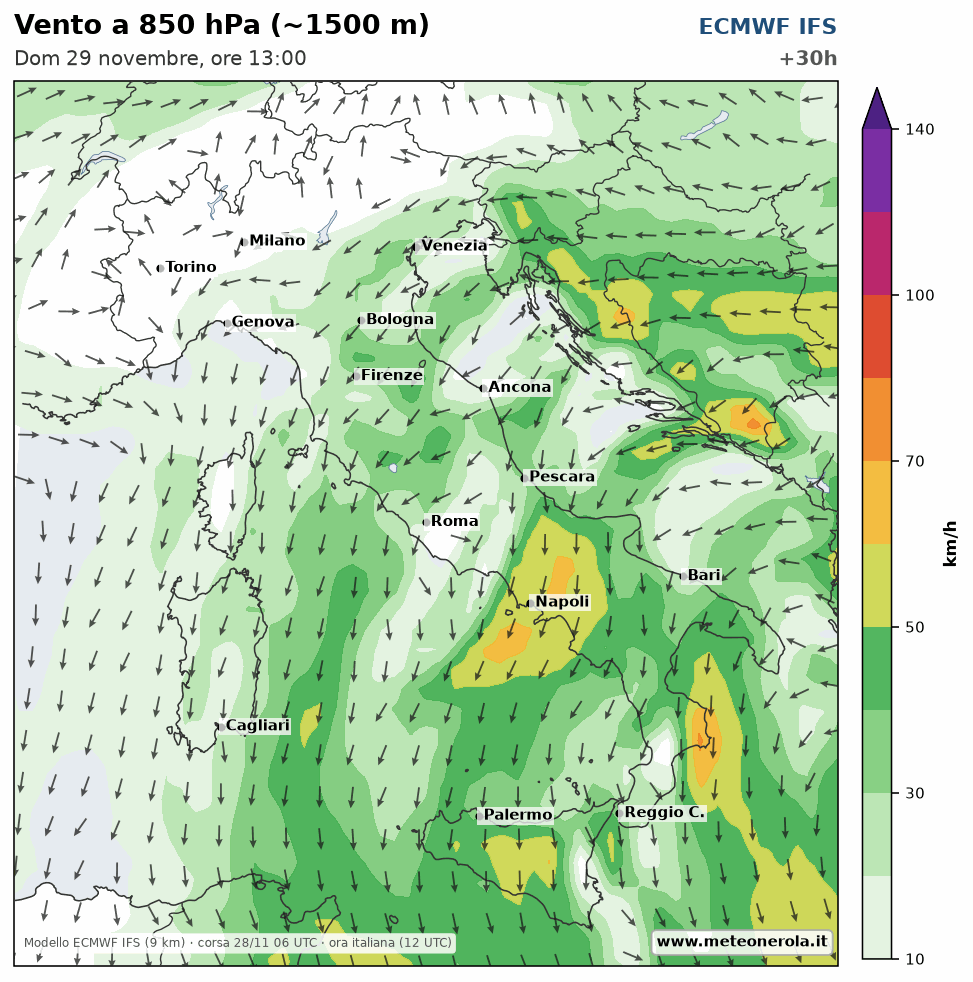 Vento a 850 hPa (~1500 m)
ECMWF IFS
Dom 29 novembre, ore 13:00
+30h
140
Milano
Venezia
Torino
100
Genova
Bologna
Firenze
Ancona
70
Pescara
Roma
km/h
Bari
Napoli
50
Cagliari
Palermo
Reggio C.
30
Modello ECMWF IFS (9 km) · corsa 28/11 06 UTC · ora italiana (12 UTC)
www.meteonerola.it
10